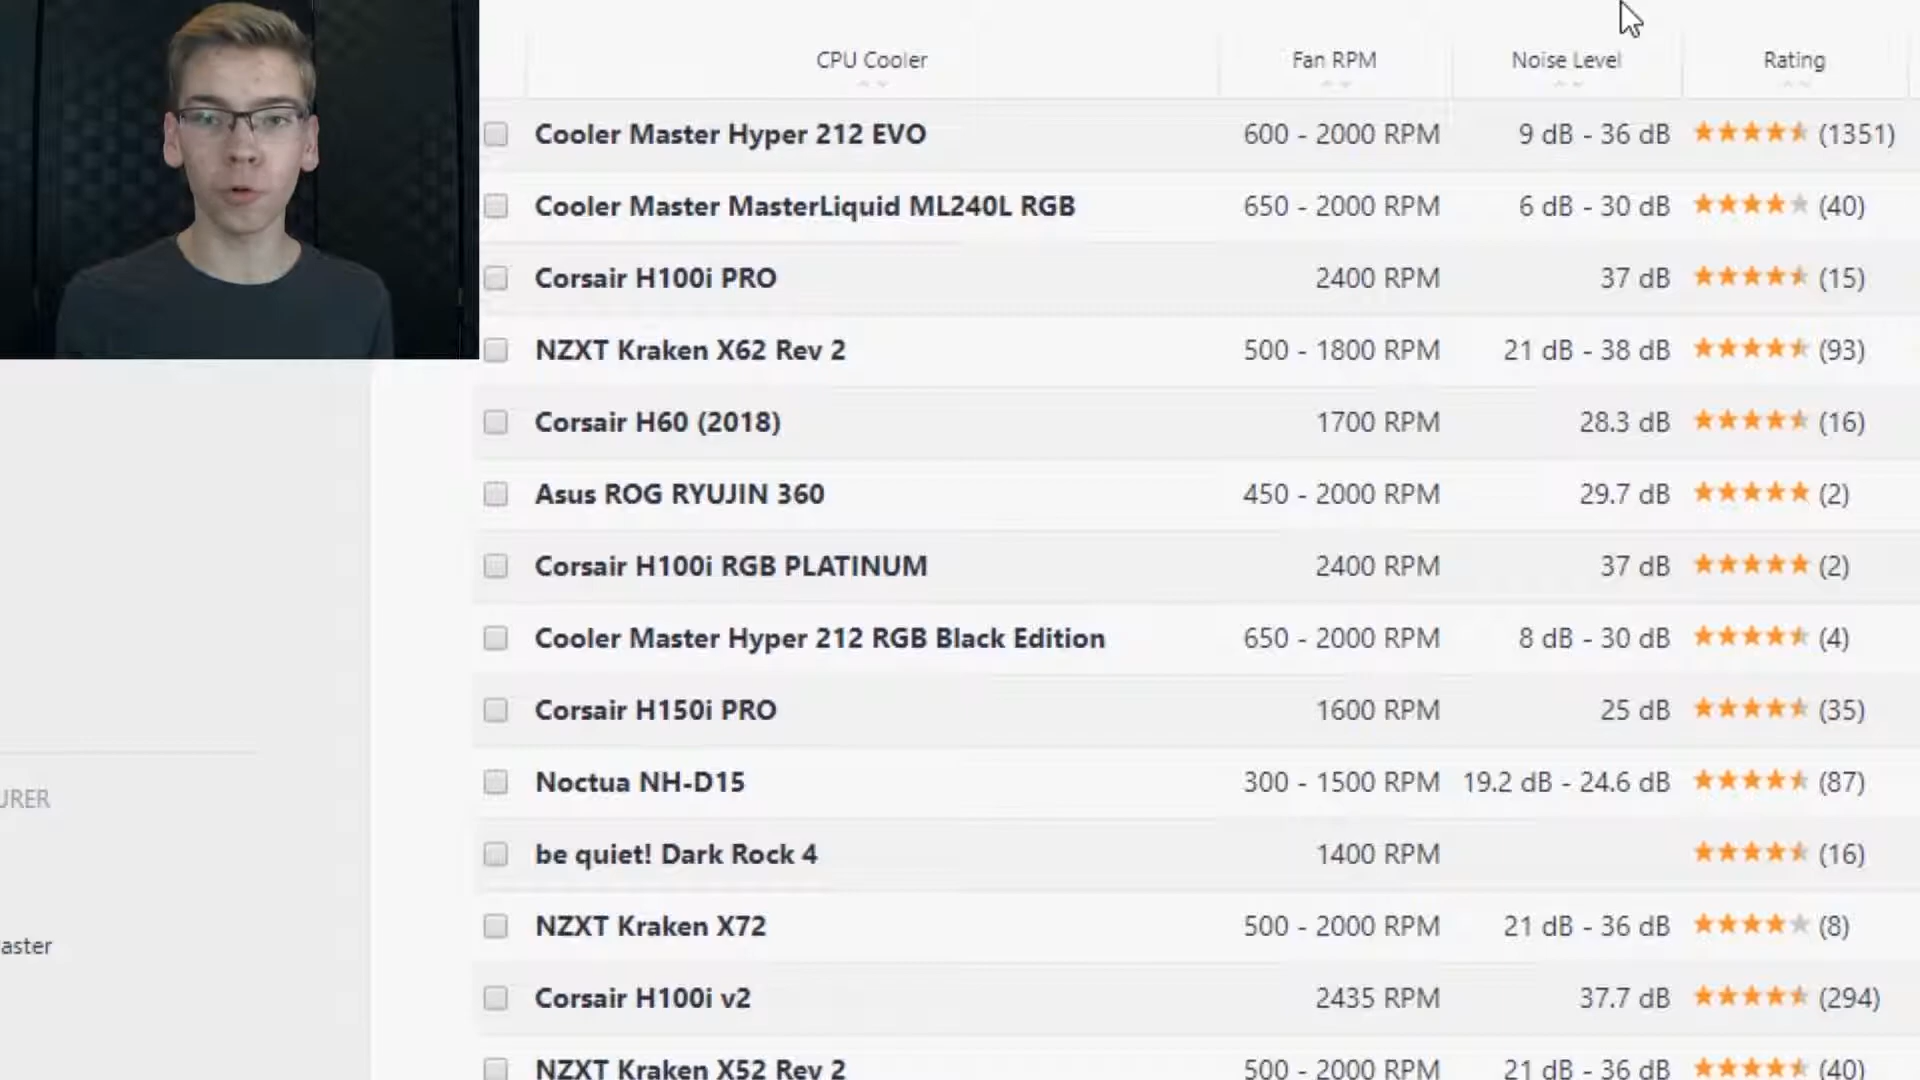 CPU Cooler Fan RPM Noise Level Rating
Cooler Master Hyper 212 EVO 600 - 2000 RPM 9 dB - 36 dB (1351)
Cooler Master MasterLiquid ML240L RGB 650 - 2000 RPM 6 dB - 30 dB (40)
Corsair H100i PRO 2400 RPM 37 dB (15)
NZXT Kraken X62 Rev 2 500 - 1800 RPM 21 dB - 38 dB (93)
Corsair H60 (2018) 1700 RPM 28.3 dB (16)
Asus ROG RYUJIN 360 450 - 2000 RPM 29.7 dB (2)
Corsair H100i RGB PLATINUM 2400 RPM 37 dB (2)
Cooler Master Hyper 212 RGB Black Edition 650 - 2000 RPM 8 dB - 30 dB (4)
Corsair H150i PRO 1600 RPM 25 dB (35)
Noctua NH-D15 300 - 1500 RPM 19.2 dB - 24.6 dB (87)
URER
be quiet! Dark Rock 4 1400 RPM (16)
NZXT Kraken X72 500 - 2000 RPM 21 dB - 36 dB (8)
aster
Corsair H100i v2 2435 RPM 37.7 dB (294)
NZXT Kraken X52 Rev 2 500 - 2000 RPM 21 dB - 36 dB (40)